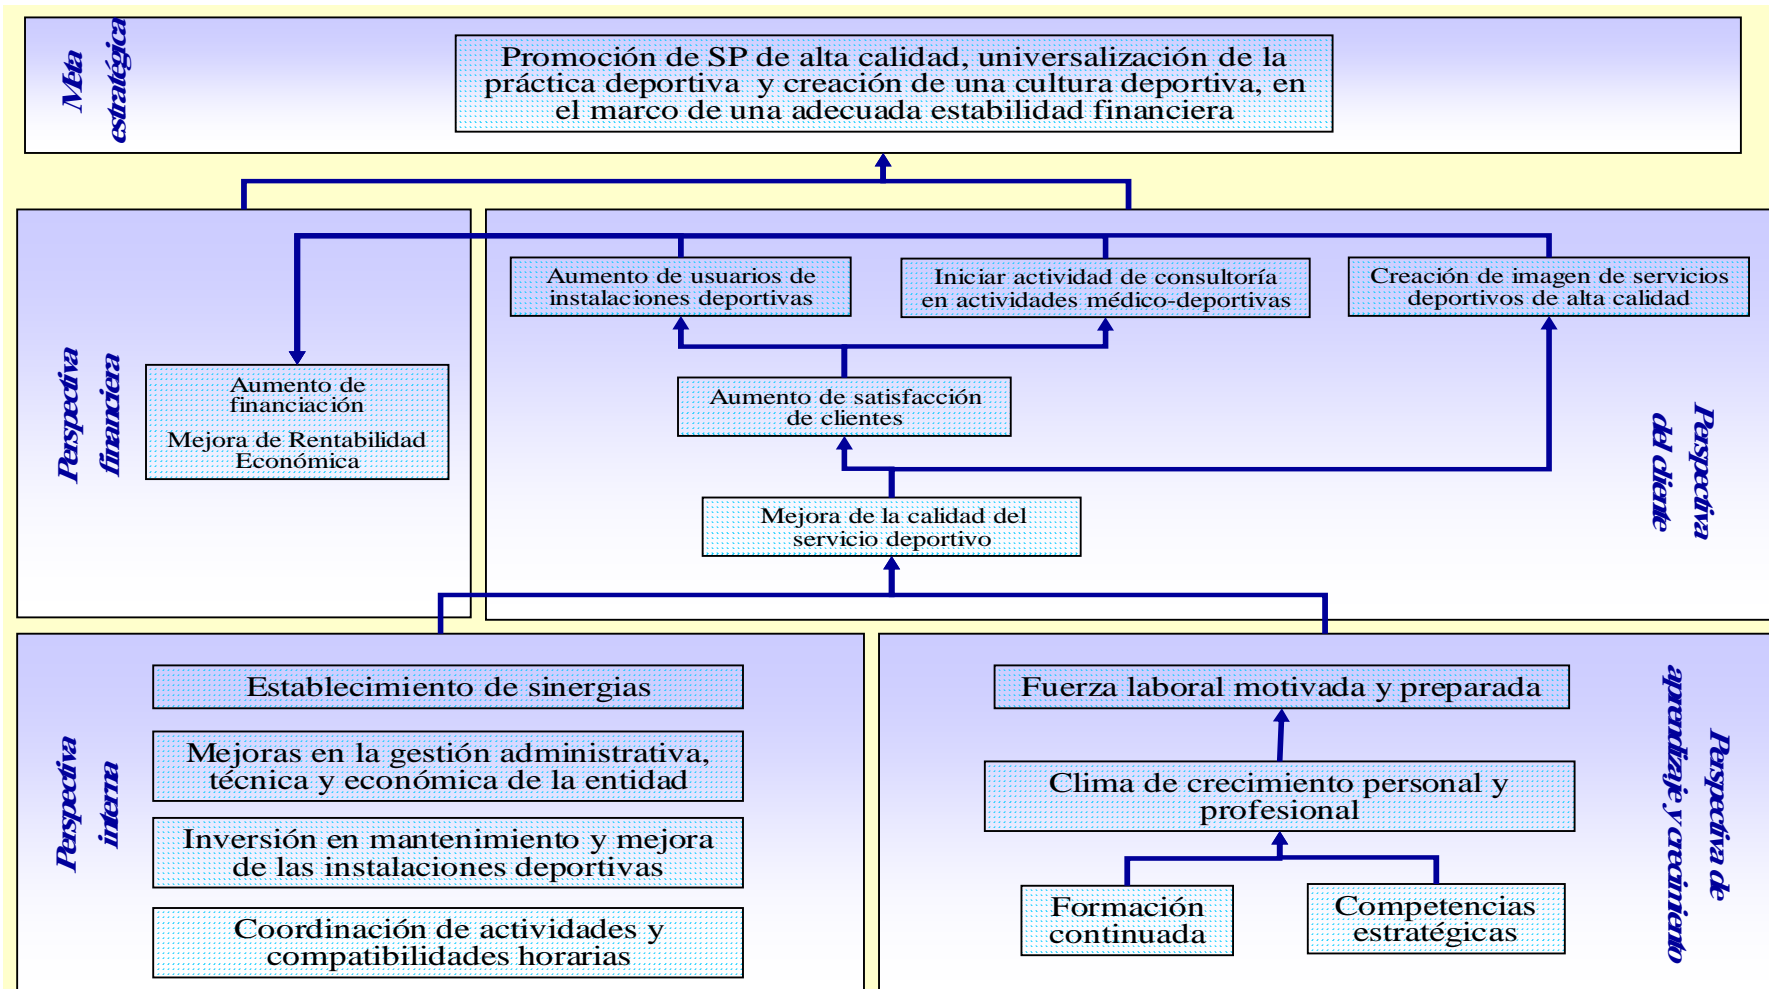 Meta
estratégica
Promoción de SP de alta calidad, universalización de la
práctica deportiva y creación de una cultura deportiva, en
el marco de una adecuada estabilidad financiera
Perspectiva
financiera
Aumento de
financiación
Mejora de Rentabilidad
Económica
Aumento de usuarios de
instalaciones deportivas
Iniciar actividad de consultoría
en actividades médico-deportivas
Creación de imagen de servicios
deportivos de alta calidad
Aumento de satisfacción
de clientes
Mejora de la calidad del
servicio deportivo
Perspectiva
del cliente
Perspectiva
interna
Establecimiento de sinergias
Mejoras en la gestión administrativa,
técnica y económica de la entidad
Inversión en mantenimiento y mejora
de las instalaciones deportivas
Coordinación de actividades y
compatibilidades horarias
Fuerza laboral motivada y preparada
Clima de crecimiento personal y
profesional
Formación
continuada
Competencias
estratégicas
Perspectiva de
aprendizaje y crecimiento